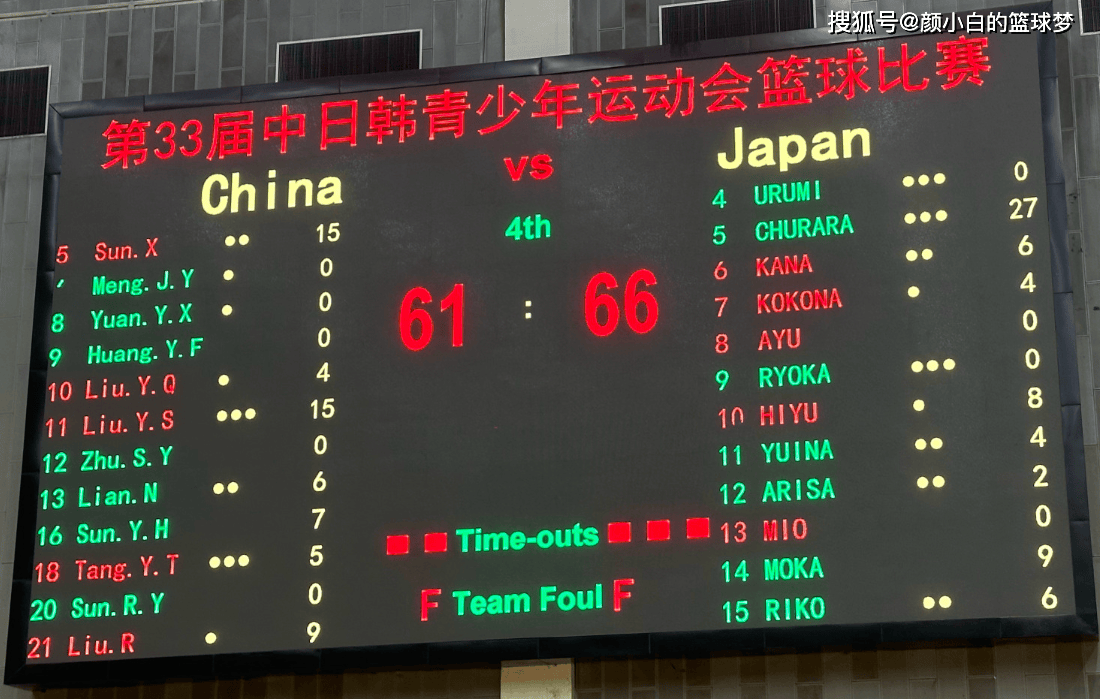 搜狐号@颜小白的篮球梦
第33届中日韩青少年运动会篮球比赛
China vs Japan
4th
61 : 66
5 Sun.X 15
Meng.J.Y 0
8 Yuan.Y.X 0
9 Huang.Y.F 0
10 Liu.Y.Q 4
11 Liu.Y.S 15
12 Zhu.S.Y 0
13 Lian.N 6
16 Sun.Y.H 7
18 Tang.Y.T 5
20 Sun.R.Y 0
21 Liu.R 9
4 URUMI 0
5 CHURARA 27
6 KANA 6
7 KOKONA 4
8 AYU 0
9 RYOKA 0
10 HIYU 8
11 YUINA 4
12 ARISA 2
13 MIO 0
14 MOKA 9
15 RIKO 6
Time-outs
F Team Foul F